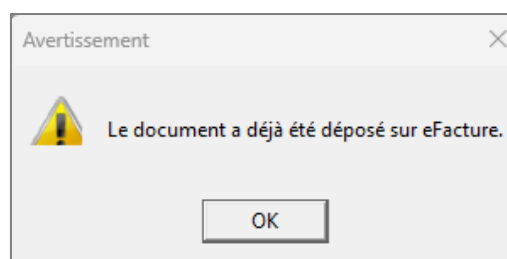 Avertissement
Le document a déjà été déposé sur eFacture.
OK